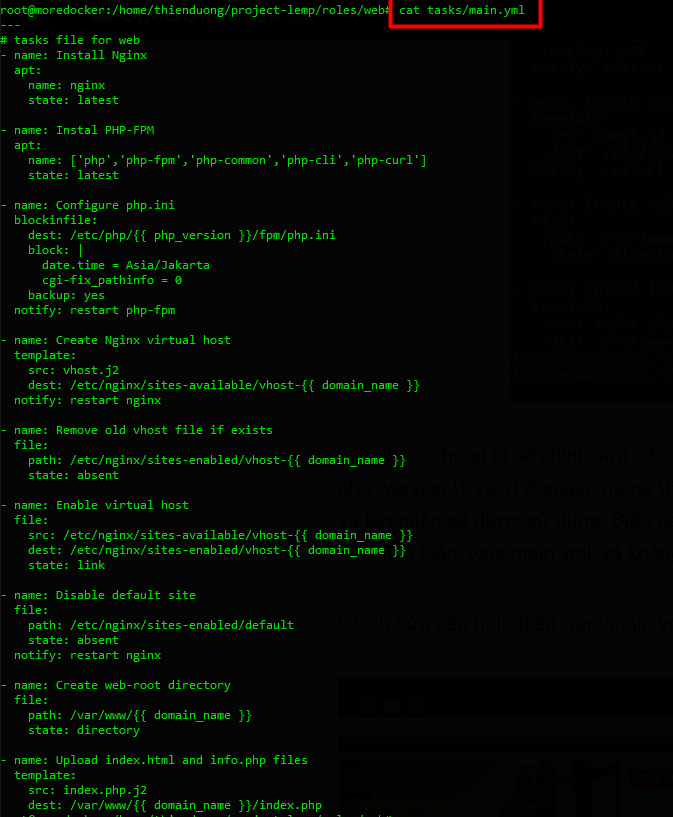 root@moredocker:/home/thienduong/project-lemp/roles/web# cat tasks/main.yml
---
# tasks file for web
- name: Install Nginx
  apt:
    name: nginx
    state: latest

- name: Instal PHP-FPM
  apt:
    name: ['php','php-fpm','php-common','php-cli','php-curl']
    state: latest

- name: Configure php.ini
  blockinfile:
    dest: /etc/php/{{ php_version }}/fpm/php.ini
    block: |
      date.time = Asia/Jakarta
      cgi-fix_pathinfo = 0
    backup: yes
  notify: restart php-fpm

- name: Create Nginx virtual host
  template:
    src: vhost.j2
    dest: /etc/nginx/sites-available/vhost-{{ domain_name }}
  notify: restart nginx

- name: Remove old vhost file if exists
  file:
    path: /etc/nginx/sites-enabled/vhost-{{ domain_name }}
    state: absent

- name: Enable virtual host
  file:
    src: /etc/nginx/sites-available/vhost-{{ domain_name }}
    dest: /etc/nginx/sites-enabled/vhost-{{ domain_name }}
    state: link

- name: Disable default site
  file:
    path: /etc/nginx/sites-enabled/default
    state: absent
  notify: restart nginx

- name: Create web-root directory
  file:
    path: /var/www/{{ domain_name }}
    state: directory

- name: Upload index.html and info.php files
  template:
    src: index.php.j2
    dest: /var/www/{{ domain_name }}/index.php